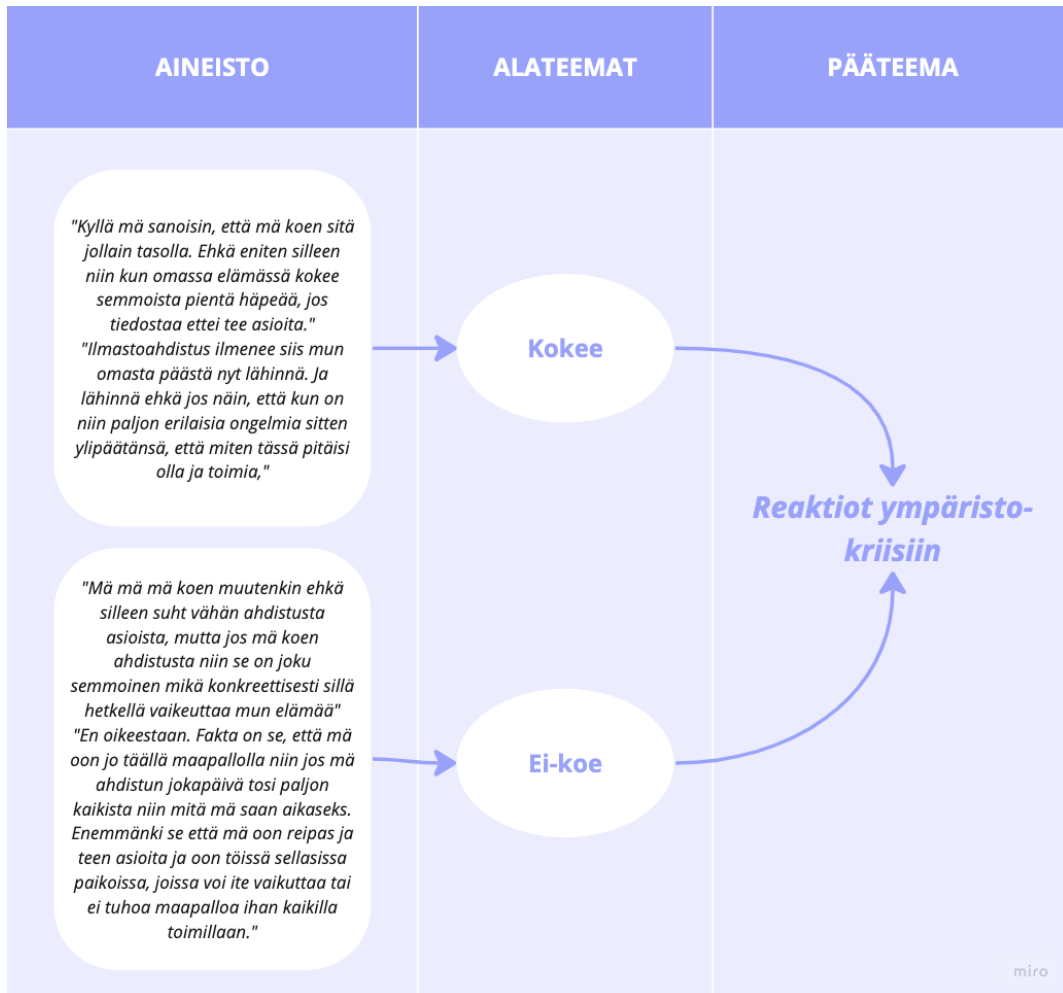 AINEISTO
ALATEEMAT
PÄÄTEEMA
"Kyllä mä sanoisin, että mä koen sitä
jollain tasolla. Ehkä eniten silleen
niin kun omassa elämässä kokee
semmoista pientä häpeää, jos
tiedostaa ettei tee asioita."
"Ilmastoahdistus ilmenee siis mun
omasta päästä nyt lähinnä. Ja
lähinnä ehkä jos näin, että kun on
niin paljon erilaisia ongelmia sitten
ylipäätänsä, että miten tässä pitäisi
olla ja toimia,"
Kokee
Reaktiot ympäristo-
kriisiin
"Mä mä mä koen muutenkin ehkä
silleen suht vähän ahdistusta
asioista, mutta jos mä koen
ahdistusta niin se on joku
semmoinen mikä konkreettisesti sillä
hetkellä vaikeuttaa mun elämää"
"En oikeestaan. Fakta on se, että mä
oon jo täällä maapallolla niin jos mä
ahdistun jokapäivä tosi paljon
kaikista niin mitä mä saan aikaseks.
Enemmänki se että mä oon reipas ja
teen asioita ja oon töissä sellasissa
paikoissa, joissa voi ite vaikuttaa tai
ei tuhoa maapalloa ihan kaikilla
toimillaan."
Ei-koe
miro